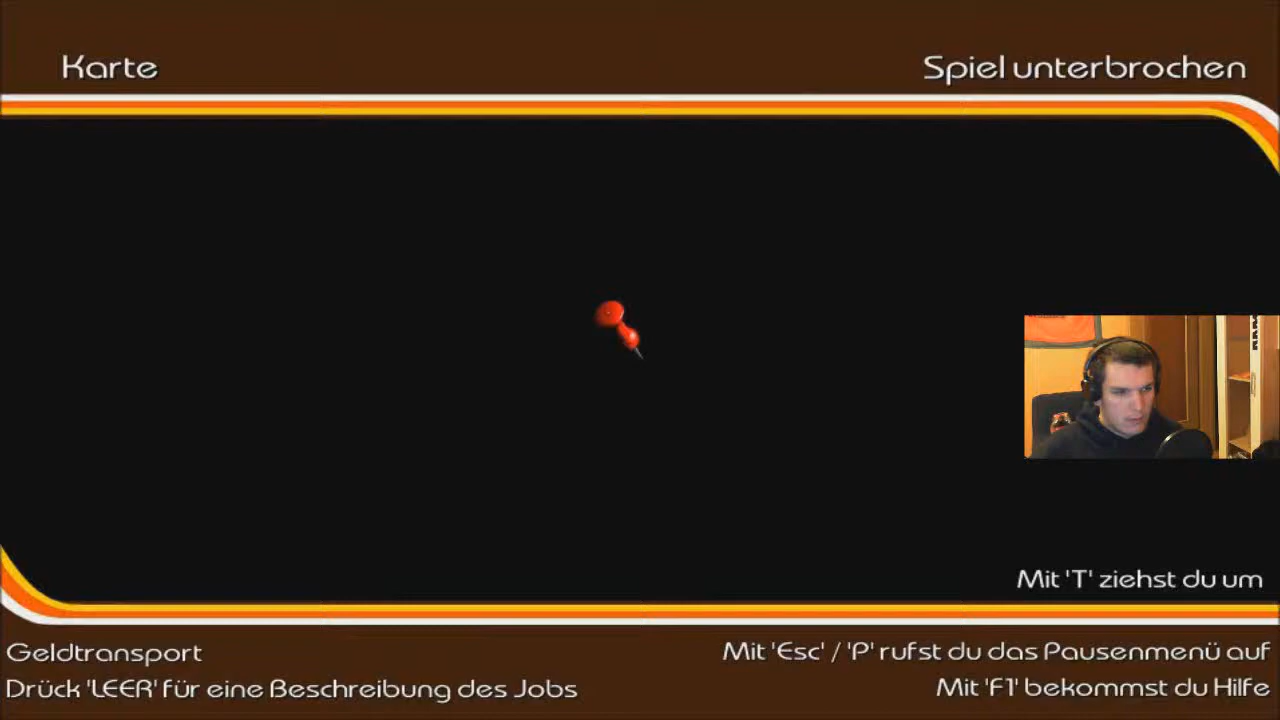 Karte
Spiel unterbrochen
Mit 'T' ziehst du um
Geldtransport
Mit 'Esc' / 'P' rufst du das Pausenmenü auf
Drück 'LEER' für eine Beschreibung des Jobs
Mit 'F1' bekommst du Hilfe